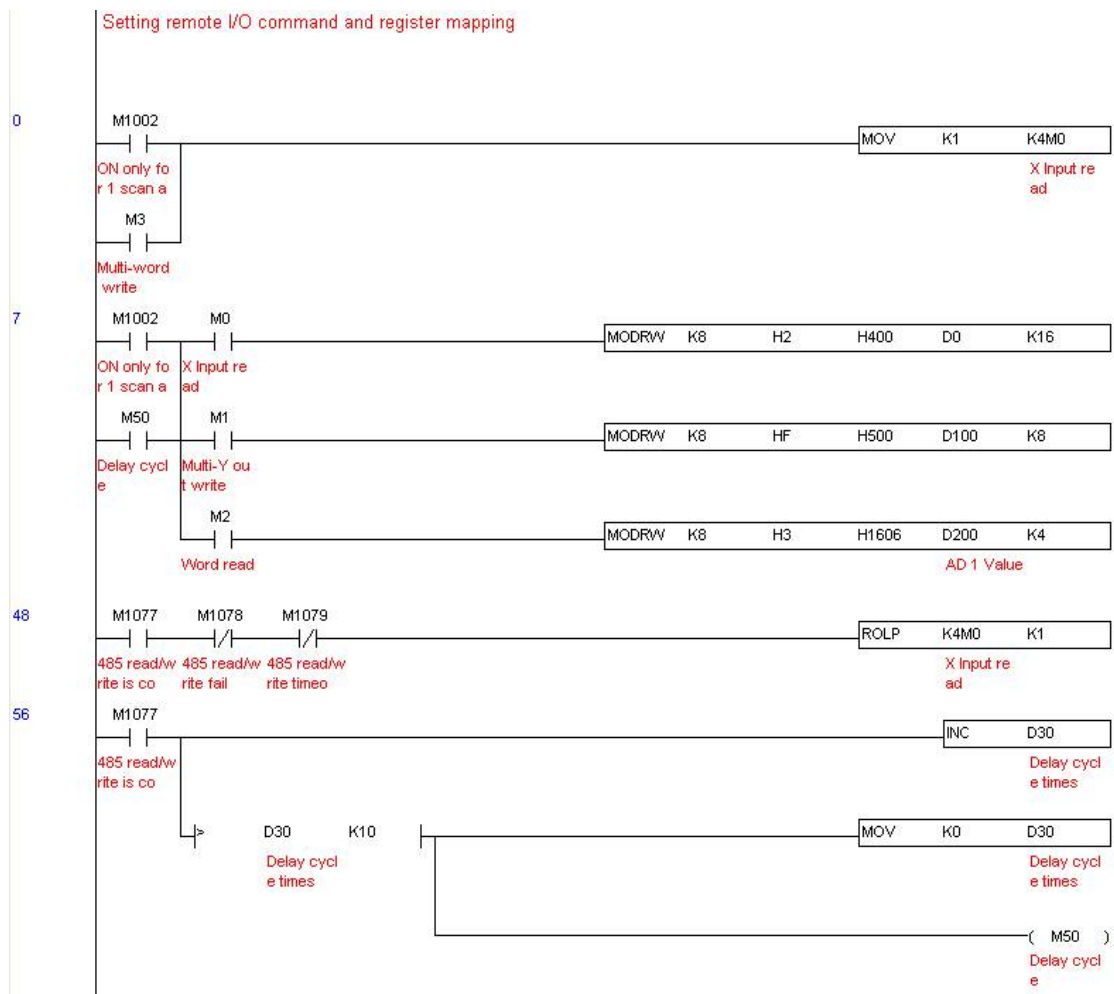 Setting remote I/O command and register mapping
0
M1002
MOV K1 K4M0
ON only fo
r 1 scan a
X Input re
ad
M3
Multi-word
write
7
M1002 M0
MODRW K8 H2 H400 D0 K16
ON only fo
r 1 scan a
X Input re
ad
M50 M1
MODRW K8 HF H500 D100 K8
Delay cycl
e
Multi-Y ou
t write
M2
MODRW K8 H3 H1606 D200 K4
Word read
AD 1 Value
48
M1077 M1078 M1079
ROLP K4M0 K1
485 read/w
rite is co
485 read/w
rite fail
485 read/w
rite timeo
X Input re
ad
56
M1077
INC D30
485 read/w
rite is co
Delay cycl
e times
> D30 K10
MOV K0 D30
Delay cycl
e times
Delay cycl
e times
( M50 )
Delay cycl
e